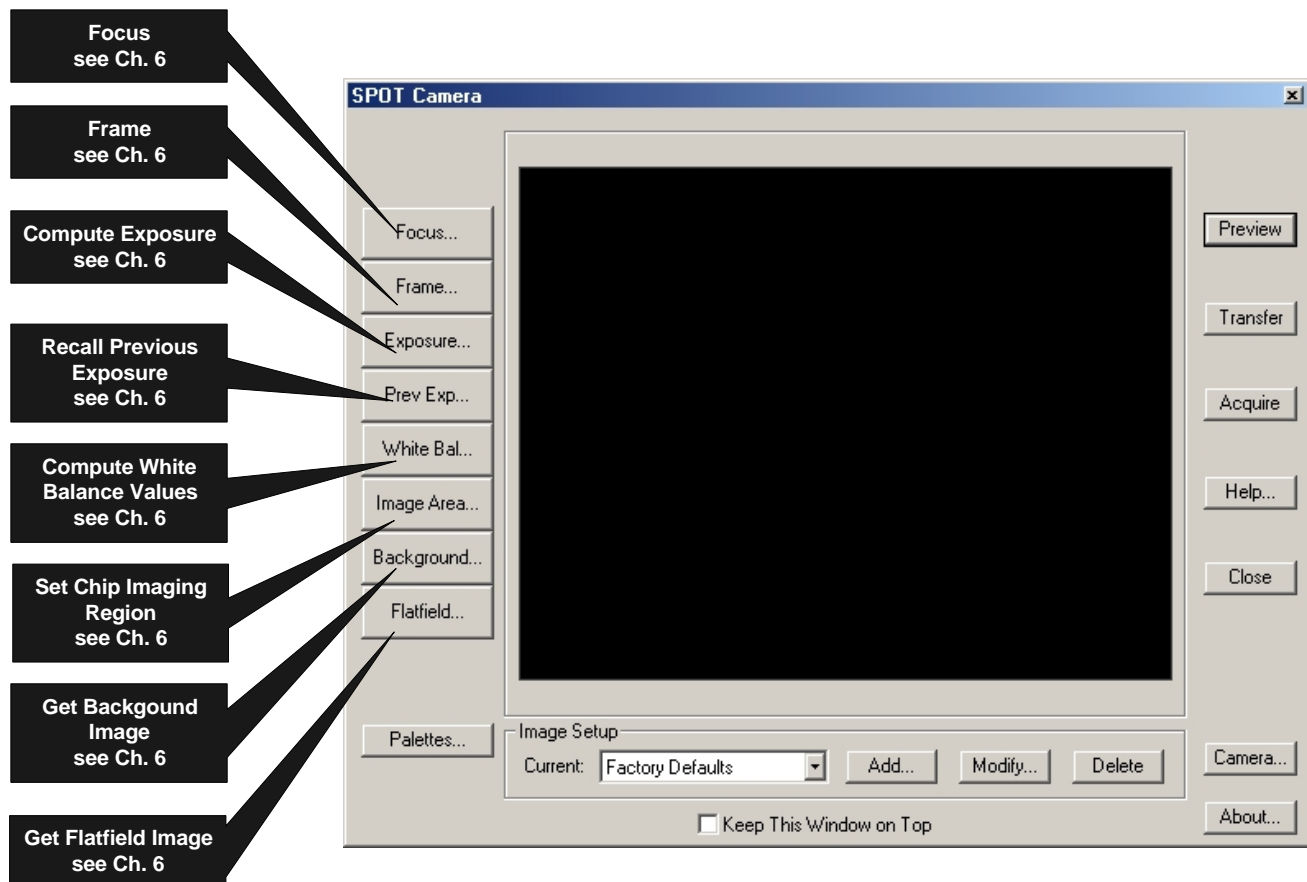 Focus
see Ch. 6
Frame
see Ch. 6
Compute Exposure
see Ch. 6
Recall Previous
Exposure
see Ch. 6
Compute White
Balance Values
see Ch. 6
Set Chip Imaging
Region
see Ch. 6
Get Backgound
Image
see Ch. 6
Get Flatfield Image
see Ch. 6
SPOT Camera
Focus...
Frame...
Exposure...
Prev Exp...
White Bal...
Image Area...
Background...
Flatfield...
Palettes...
Image Setup
Current: Factory Defaults Add... Modify... Delete
Keep This Window on Top
Preview
Transfer
Acquire
Help...
Close
Camera...
About...